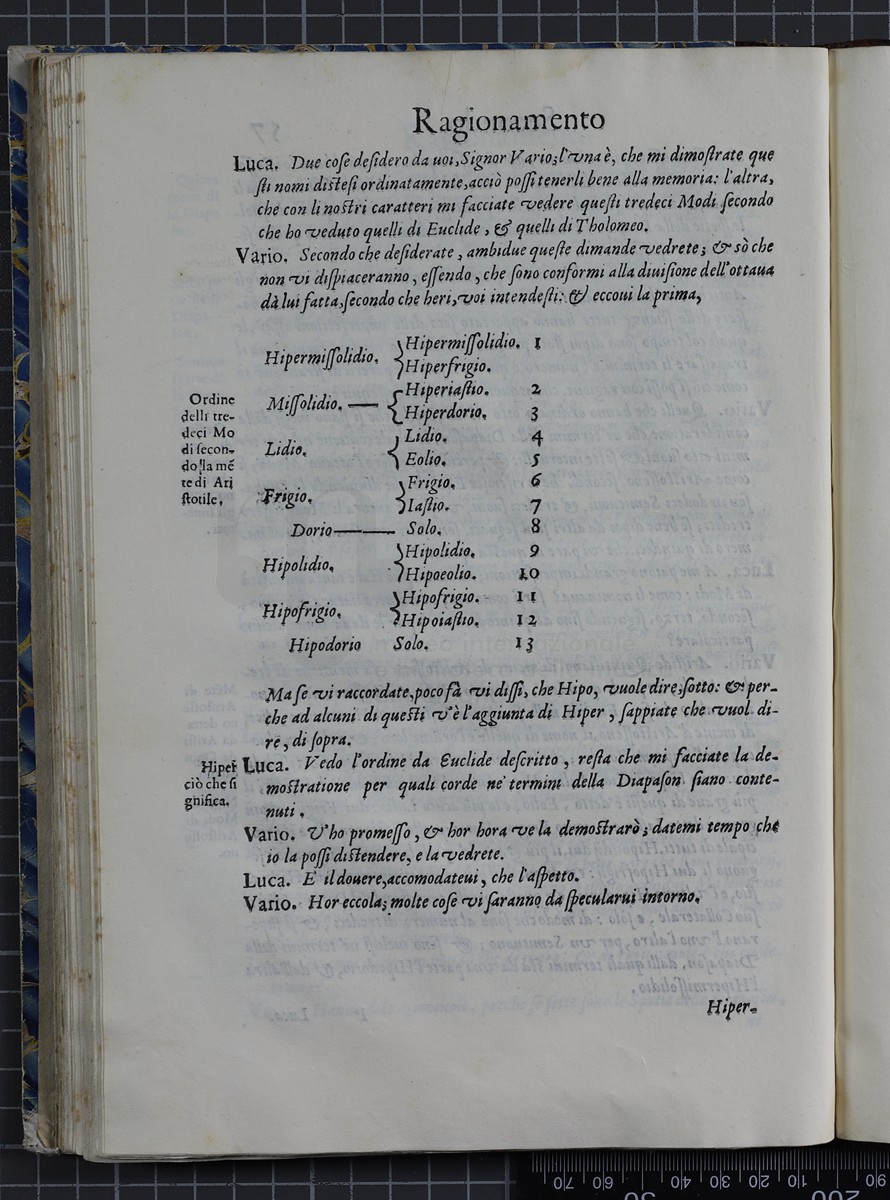 Ragionamento
Luca. Due coſe deſidero da uoi, Signor Vario; l'vna è, che mi dimoſtrate que
ſti nomi diſteſi ordinatamente, acciò poſſi tenerli bene alla memoria: l'altra,
che con li noſtri caratteri mi facciate vedere queſti tredeci Modi ſecondo
che ho veduto quelli di Euclide, & quelli di Tholomeo.
Vario. Secondo che deſiderate, ambidue queſte dimande vedrete; & sò che
non vi diſpiaceranno, eſſendo, che ſono conformi alla diuiſione dell'ottaua
dà lui fatta, ſecondo che heri, voi intendeſti: & eccoui la prima,
Hipermiſſolidio. Hipermiſſolidio. 1
Hiperfrigio.
Miſſolidio. Hiperiaſtio. 2
Hiperdorio. 3
Lidio. Lidio. 4
Eolio. 5
Frigio. Frigio. 6
Iaſtio. 7
Dorio Solo. 8
Hipolidio. Hipolidio. 9
Hipoeolio. 10
Hipofrigio. Hipofrigio. 11
Hipoiaſtio. 12
Hipodorio Solo. 13
Ordine
delli tre-
deci Mo
di ſecon-
do la mē
te di Ari
ſtotile.
Ma ſe vi raccordate, poco fà vi diſſi, che Hipo, vuole dire, ſotto: & per-
che ad alcuni di queſti v'è l'aggiunta di Hiper, ſappiate che vuol di-
re, di ſopra.
Hiper
ciò che ſi
gnifica.
Luca. Vedo l'ordine da Euclide deſcritto, reſta che mi facciate la de-
moſtratione per quali corde ne' termini della Diapaſon ſiano conte-
nuti.
Vario. V'ho promeſſo, & hor hora ve la demoſtrarò; datemi tempo che
io la poſſi diſtendere, e la vedrete.
Luca. E' il douere, accomodateui, che l'aſpetto.
Vario. Hor eccola; molte coſe vi ſaranno da ſpecularui intorno.
Hiper-
70 60 50 40 30 20 10